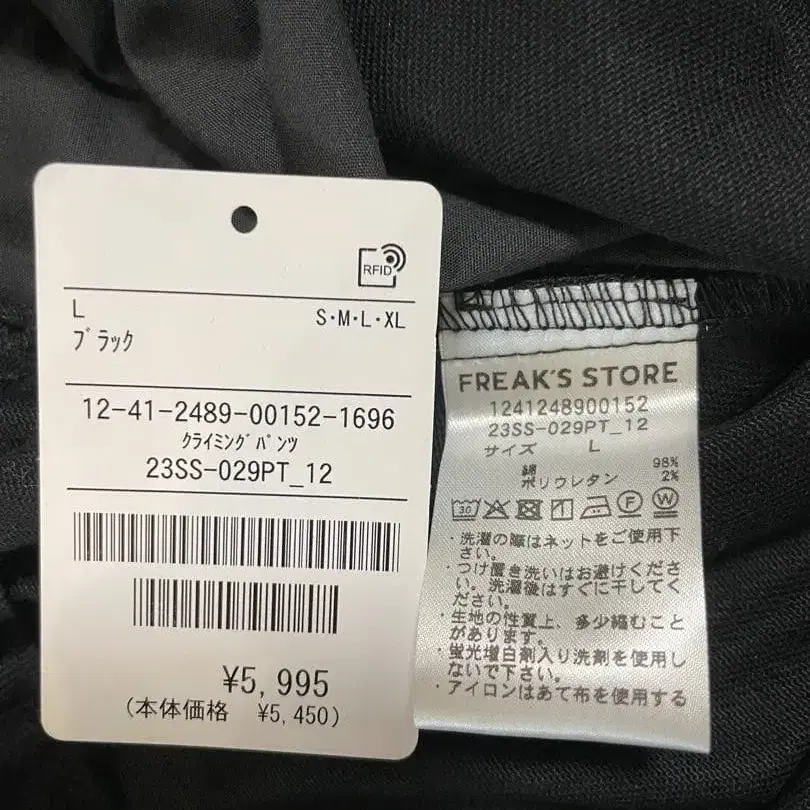 RFID
L
S・M・L・XL
ブラック
12-41-2489-00152-1696
クライミングパンツ
23SS-029PT_12
¥5,995
(本体価格 ¥5,450)
FREAK'S STORE
1241248900152
23SS-029PT_12
サイズ L
綿 98%
ポリウレタン 2%
30 F W
・洗濯の際はネットをご使用下
さい。
・つけ置き洗いはお避けくださ
い。洗濯後はすぐに干してく
ださい。
・生地の性質上、多少縮むこと
があります。
・蛍光増白剤入り洗剤を使用し
ないで下さい。
・アイロンはあて布を使用する